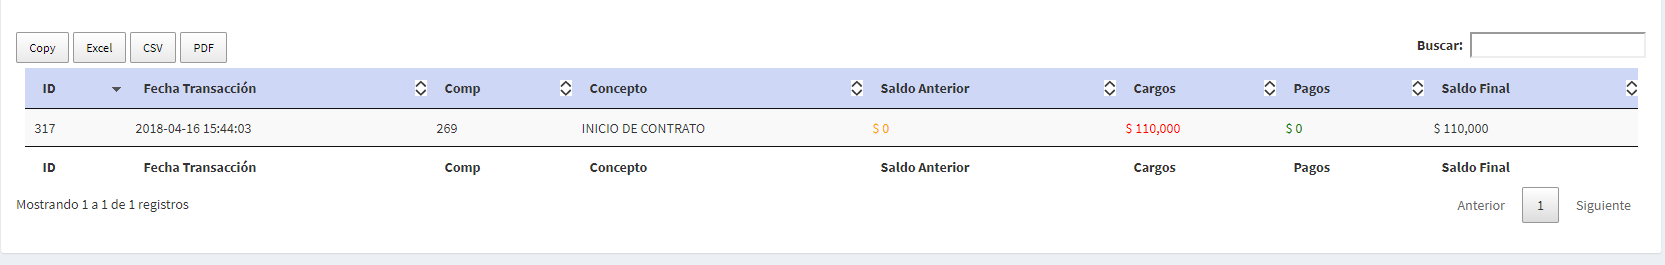 Copy Excel CSV PDF Buscar:
ID Fecha Transacción Comp Concepto Saldo Anterior Cargos Pagos Saldo Final
317 2018-04-16 15:44:03 269 INICIO DE CONTRATO $ 0 $ 110,000 $ 0 $ 110,000
ID Fecha Transacción Comp Concepto Saldo Anterior Cargos Pagos Saldo Final
Mostrando 1 a 1 de 1 registros Anterior 1 Siguiente